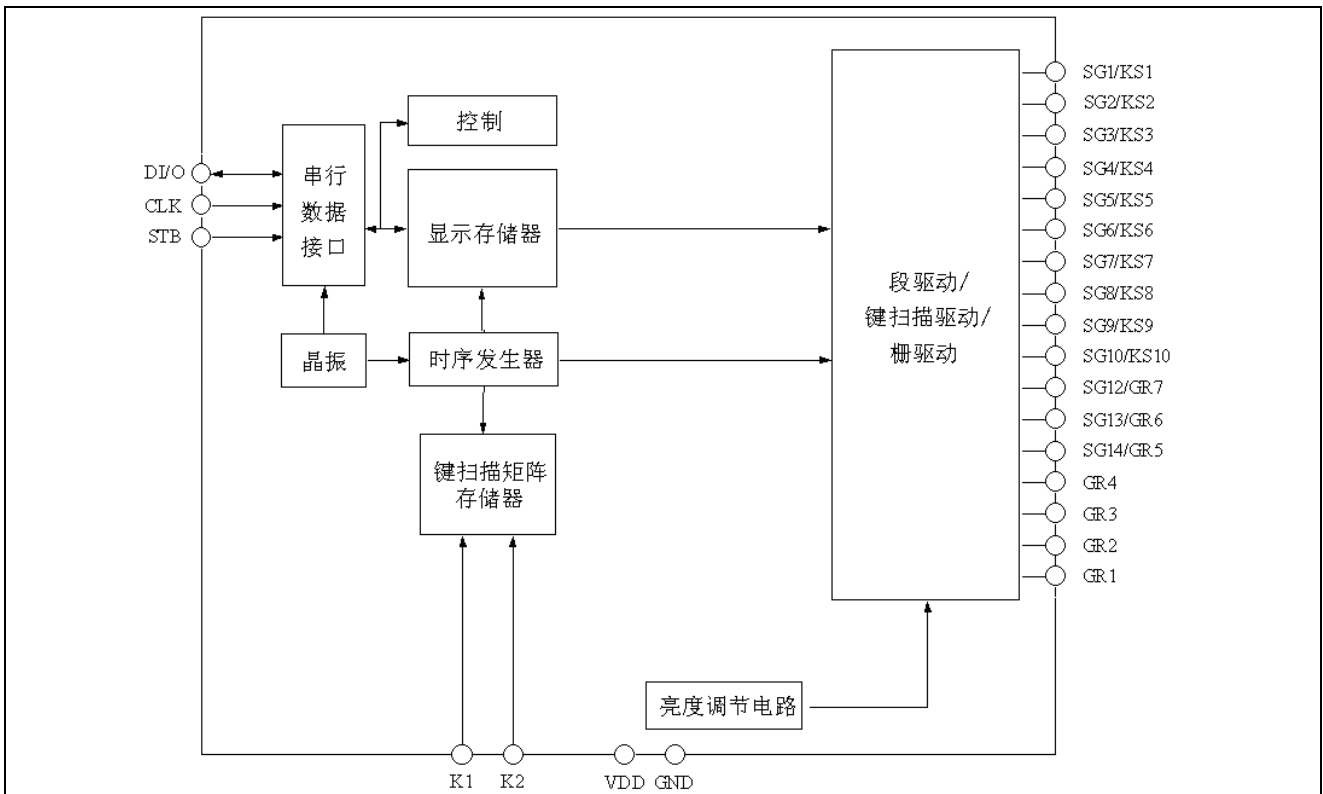 控制
DI/O
CLK
STB
串行
数据
接口
显示存储器
晶振
时序发生器
键扫描矩阵
存储器
段驱动/
键扫描驱动/
栅驱动
亮度调节电路
SG1/KS1
SG2/KS2
SG3/KS3
SG4/KS4
SG5/KS5
SG6/KS6
SG7/KS7
SG8/KS8
SG9/KS9
SG10/KS10
SG12/GR7
SG13/GR6
SG14/GR5
GR4
GR3
GR2
GR1
K1
K2
VDD
GND